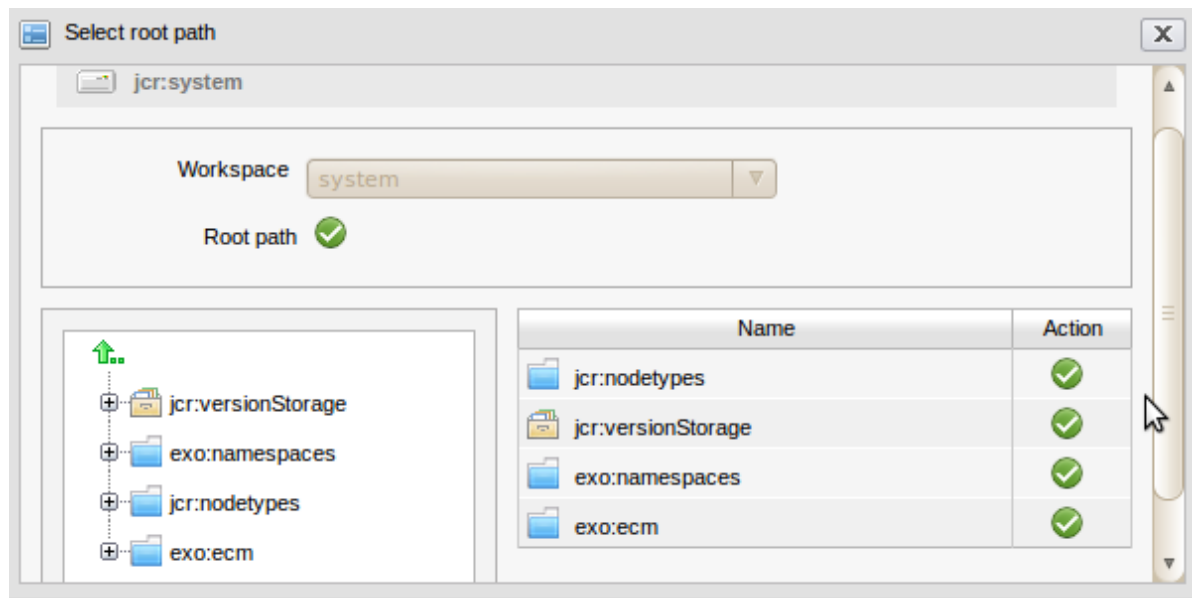 Select root path
jcr:system
Workspace
system
Root path
..
jcr:versionStorage
exo:namespaces
jcr:nodetypes
exo:ecm
Name Action
jcr:nodetypes
jcr:versionStorage
exo:namespaces
exo:ecm